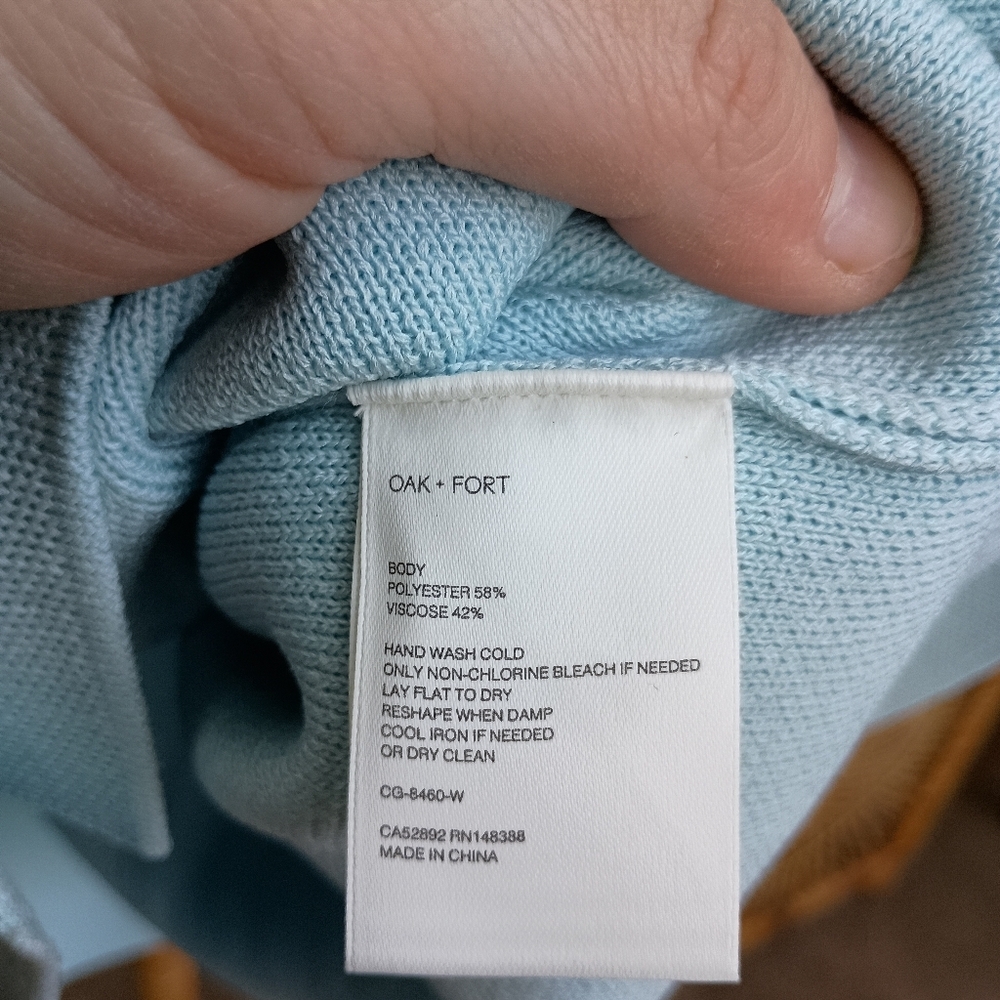 OAK + FORT
BODY
POLYESTER 58%
VISCOSE 42%
HAND WASH COLD
ONLY NON-CHLORINE BLEACH IF NEEDED
LAY FLAT TO DRY
RESHAPE WHEN DAMP
COOL IRON IF NEEDED
OR DRY CLEAN
CG-8460-W
CA52892 RN148388
MADE IN CHINA